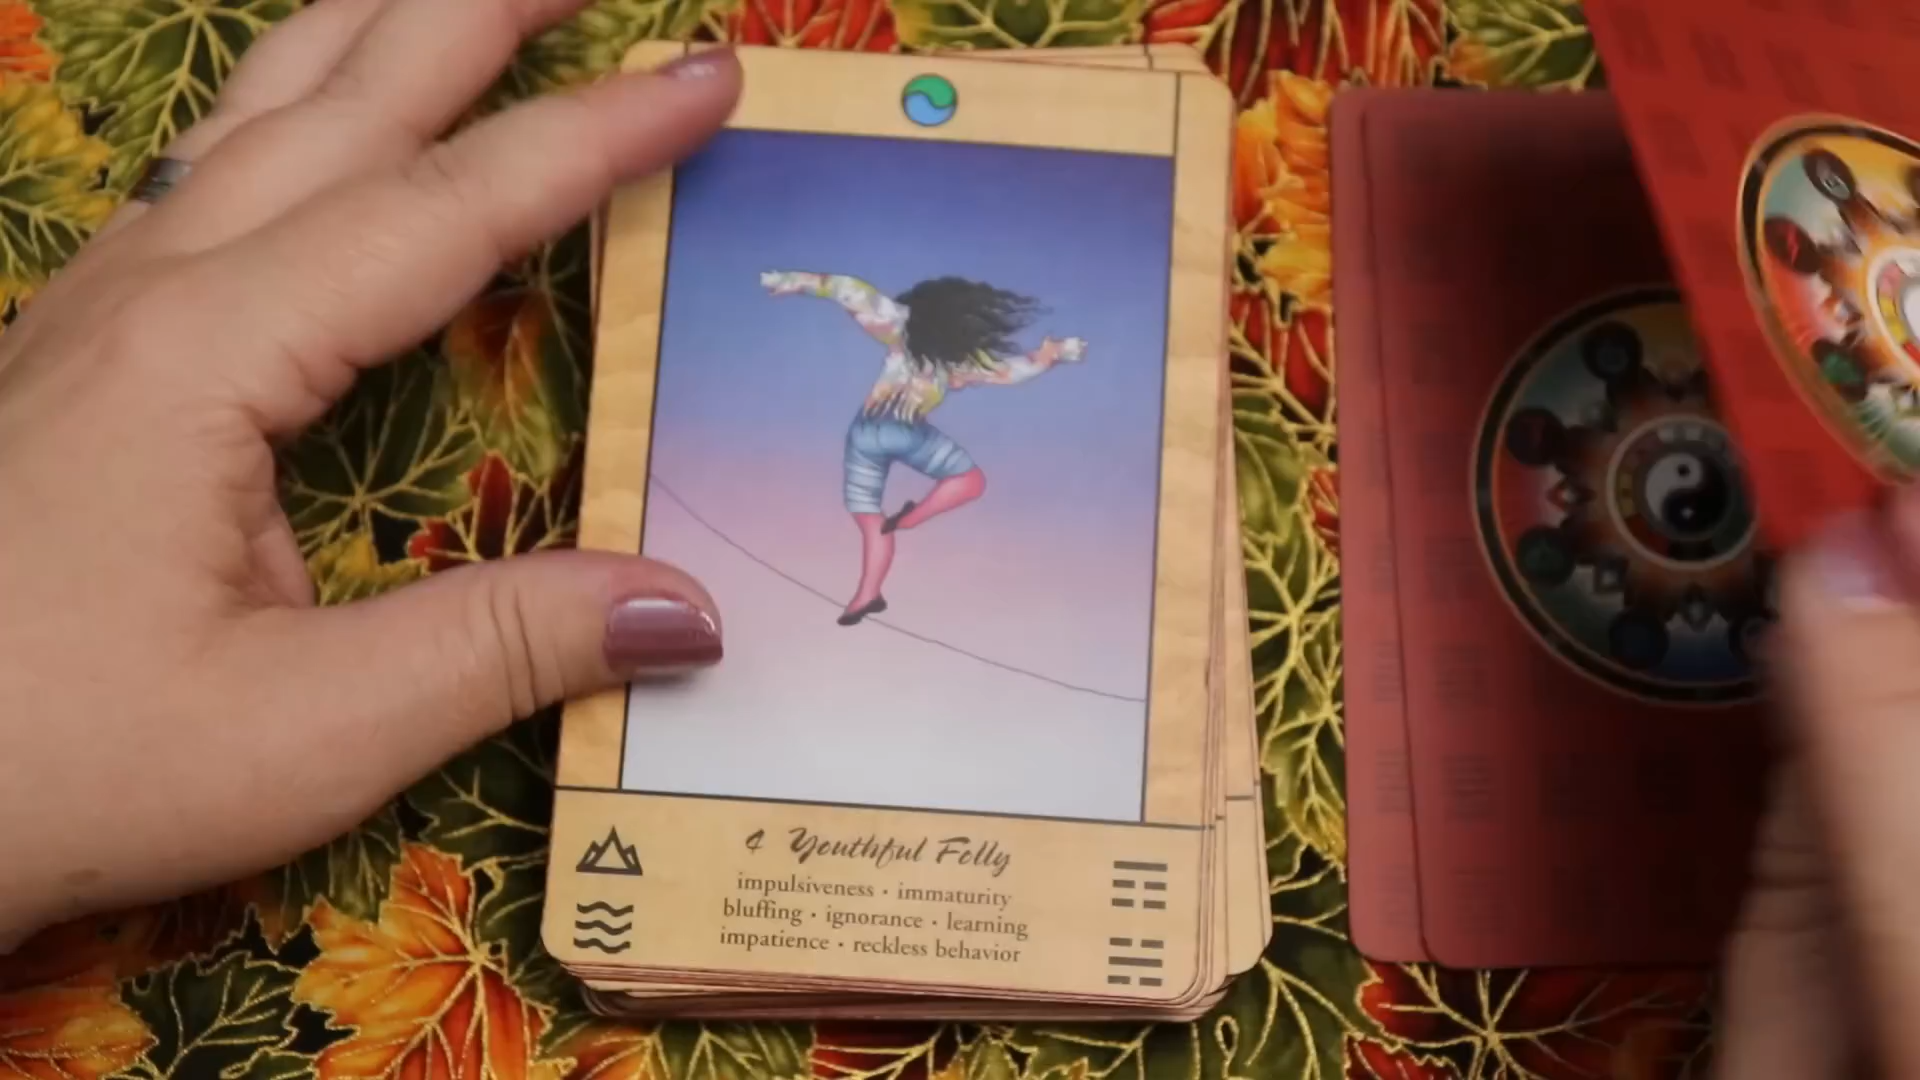 4 Youthful Folly
impulsiveness • immaturity
bluffing • ignorance • learning
impatience • reckless behavior